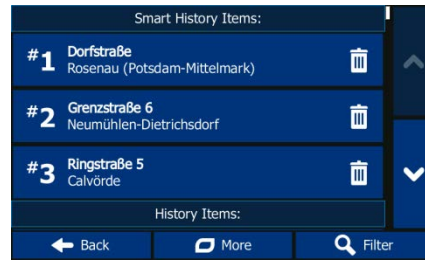 Smart History Items:
#1 Dorfstraße
Rosenau (Potsdam-Mittelmark)
#2 Grenzstraße 6
Neumühlen-Dietrichsdorf
#3 Ringstraße 5
Calvörde
History Items:
Back More Filter